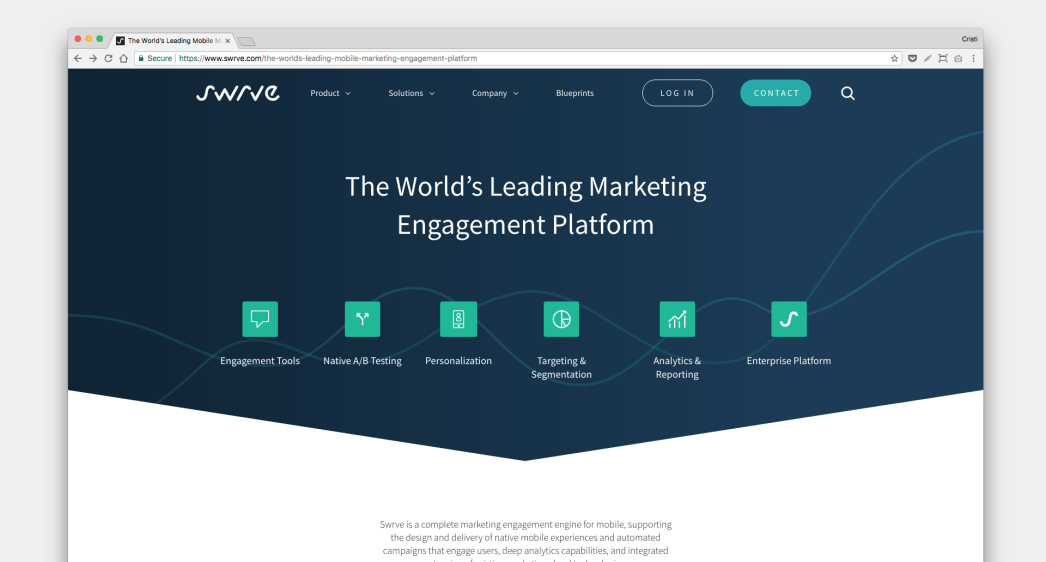 The World's Leading Mobile M
Cristi
Secure https://www.swrve.com/the-worlds-leading-mobile-marketing-engagement-platform
swrve Product Solutions Company Blueprints LOG IN CONTACT
The World's Leading Marketing
Engagement Platform
Engagement Tools Native A/B Testing Personalization Targeting & Analytics & Enterprise Platform
Segmentation Reporting
Swrve is a complete marketing engagement engine for mobile, supporting
the design and delivery of native mobile experiences and automated
campaigns that engage users, deep analytics capabilities, and integrated